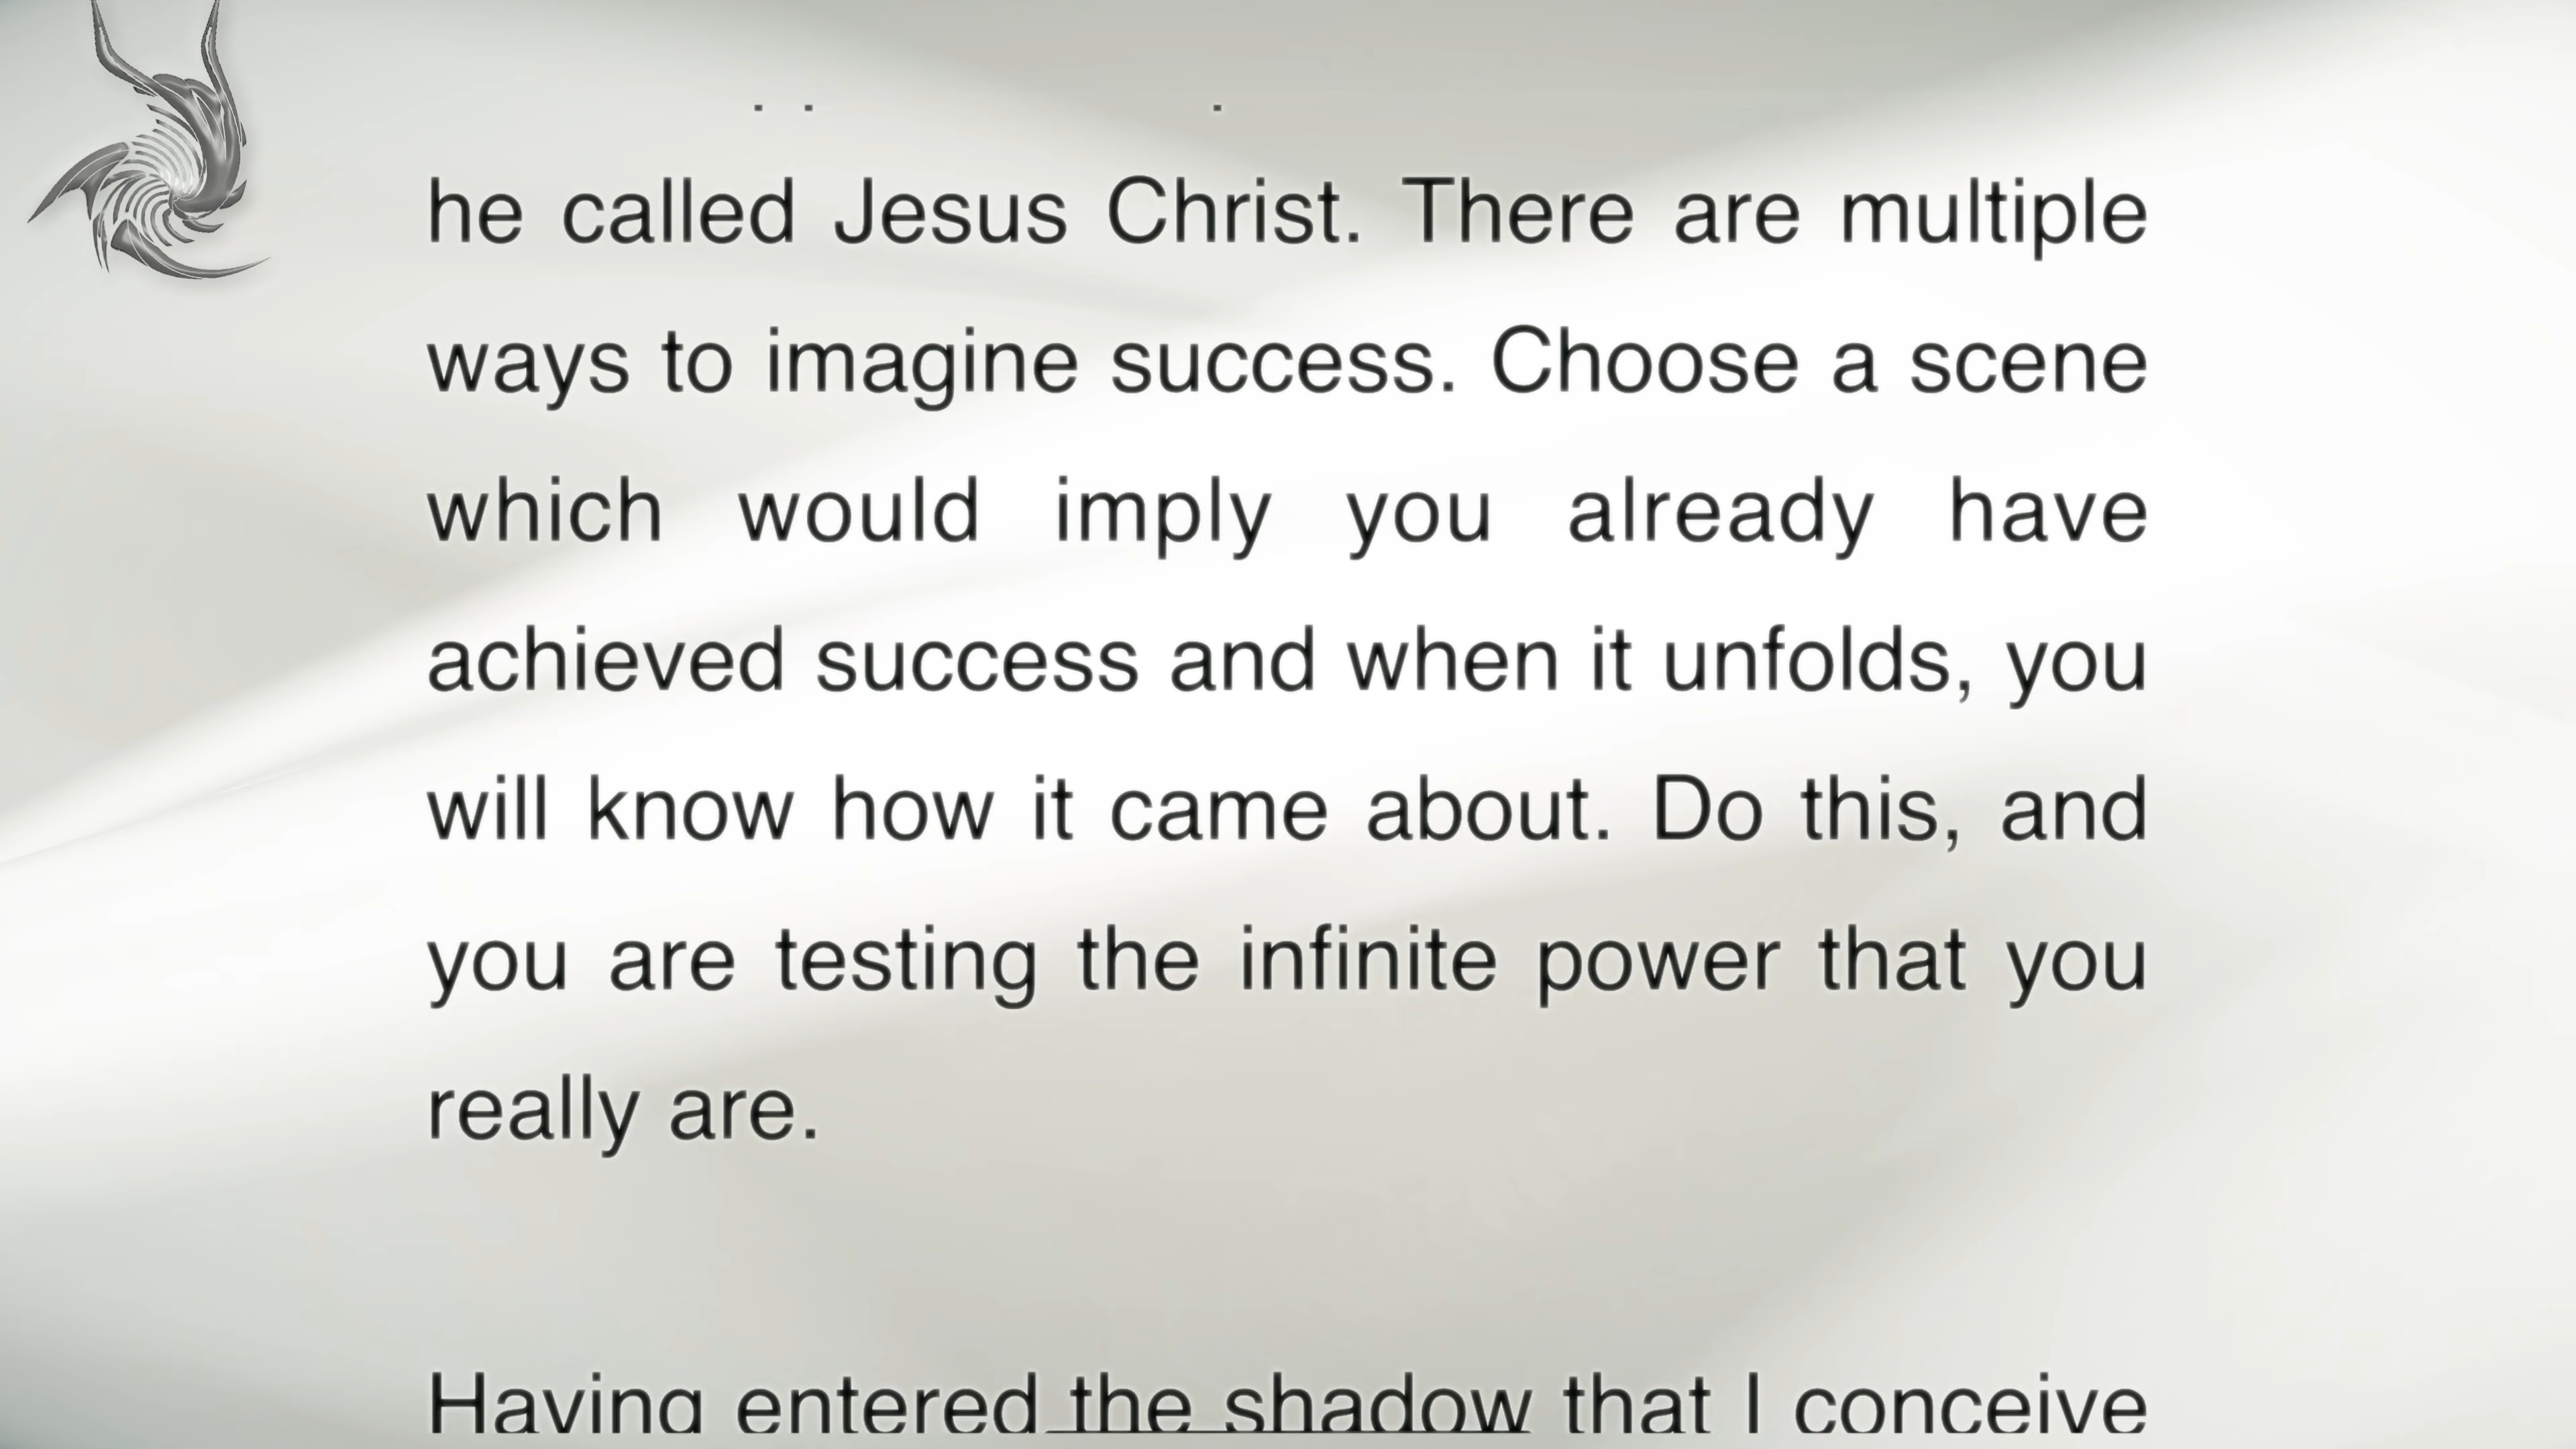 he called Jesus Christ. There are multiple
ways to imagine success. Choose a scene
which would imply you already have
achieved success and when it unfolds, you
will know how it came about. Do this, and
you are testing the infinite power that you
really are.
Having entered the shadow that I conceive